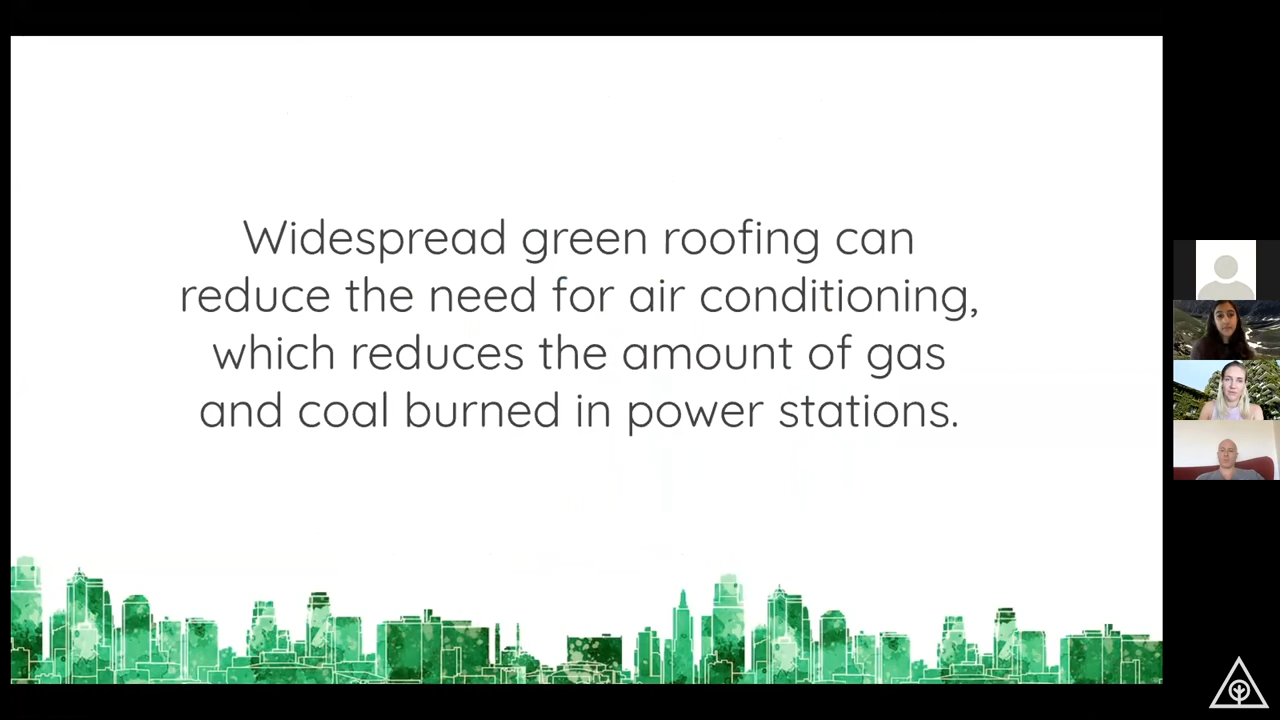 Widespread green roofing can
reduce the need for air conditioning,
which reduces the amount of gas
and coal burned in power stations.